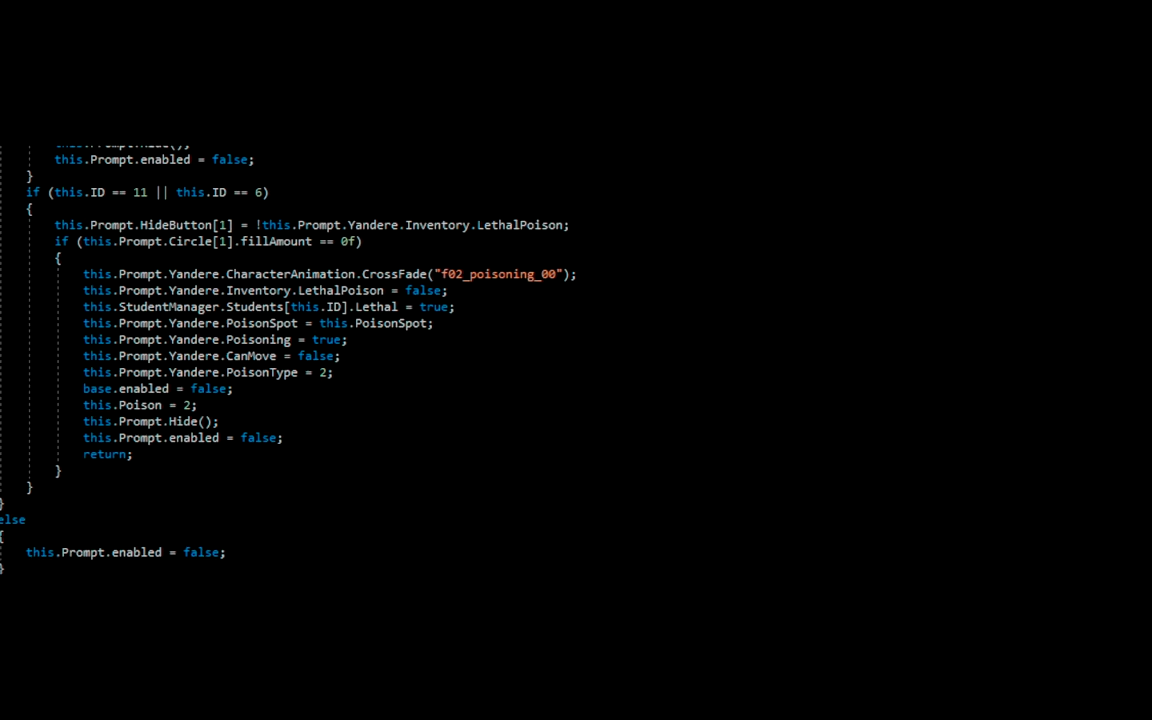 this.Prompt.Hide();
this.Prompt.enabled = false;
}
if (this.ID == 11 || this.ID == 6)
{
this.Prompt.HideButton[1] = !this.Prompt.Yandere.Inventory.LethalPoison;
if (this.Prompt.Circle[1].fillAmount == 0f)
{
this.Prompt.Yandere.CharacterAnimation.CrossFade("f02_poisoning_00");
this.Prompt.Yandere.Inventory.LethalPoison = false;
this.StudentManager.Students[this.ID].Lethal = true;
this.Prompt.Yandere.PoisonSpot = this.PoisonSpot;
this.Prompt.Yandere.Poisoning = true;
this.Prompt.Yandere.CanMove = false;
this.Prompt.Yandere.PoisonType = 2;
base.enabled = false;
this.Poison = 2;
this.Prompt.Hide();
this.Prompt.enabled = false;
return;
}
}
}
else
{
this.Prompt.enabled = false;
}